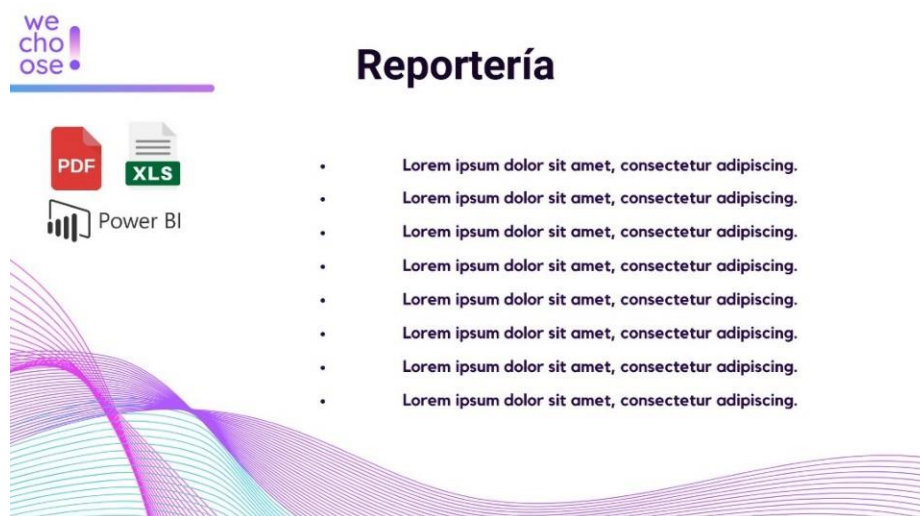 we
cho
ose
Reportería
PDF
XLS
Power BI
• Lorem ipsum dolor sit amet, consectetur adipiscing.
• Lorem ipsum dolor sit amet, consectetur adipiscing.
• Lorem ipsum dolor sit amet, consectetur adipiscing.
• Lorem ipsum dolor sit amet, consectetur adipiscing.
• Lorem ipsum dolor sit amet, consectetur adipiscing.
• Lorem ipsum dolor sit amet, consectetur adipiscing.
• Lorem ipsum dolor sit amet, consectetur adipiscing.
• Lorem ipsum dolor sit amet, consectetur adipiscing.